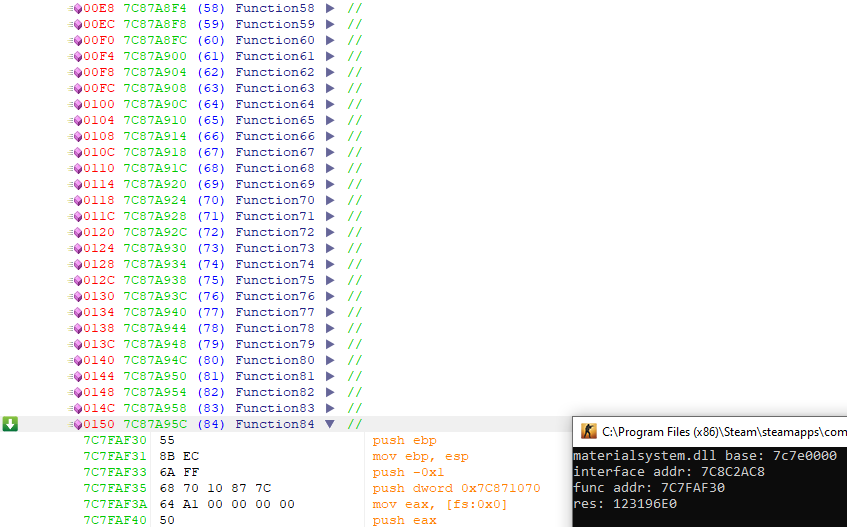 00E8 7C87A8F4 (58) Function58 //
00EC 7C87A8F8 (59) Function59 //
00F0 7C87A8FC (60) Function60 //
00F4 7C87A900 (61) Function61 //
00F8 7C87A904 (62) Function62 //
00FC 7C87A908 (63) Function63 //
0100 7C87A90C (64) Function64 //
0104 7C87A910 (65) Function65 //
0108 7C87A914 (66) Function66 //
010C 7C87A918 (67) Function67 //
0110 7C87A91C (68) Function68 //
0114 7C87A920 (69) Function69 //
0118 7C87A924 (70) Function70 //
011C 7C87A928 (71) Function71 //
0120 7C87A92C (72) Function72 //
0124 7C87A930 (73) Function73 //
0128 7C87A934 (74) Function74 //
012C 7C87A938 (75) Function75 //
0130 7C87A93C (76) Function76 //
0134 7C87A940 (77) Function77 //
0138 7C87A944 (78) Function78 //
013C 7C87A948 (79) Function79 //
0140 7C87A94C (80) Function80 //
0144 7C87A950 (81) Function81 //
0148 7C87A954 (82) Function82 //
014C 7C87A958 (83) Function83 //
0150 7C87A95C (84) Function84 //
7C7FAF30 55 push ebp
7C7FAF31 8B EC mov ebp, esp
7C7FAF33 6A FF push -0x1
7C7FAF35 68 70 10 87 7C push dword 0x7C871070
7C7FAF3A 64 A1 00 00 00 00 mov eax, [fs:0x0]
7C7FAF40 50 push eax
C:\Program Files (x86)\Steam\steamapps\com
materialsystem.dll base: 7c7e0000
interface addr: 7C8C2AC8
func addr: 7C7FAF30
res: 123196E0